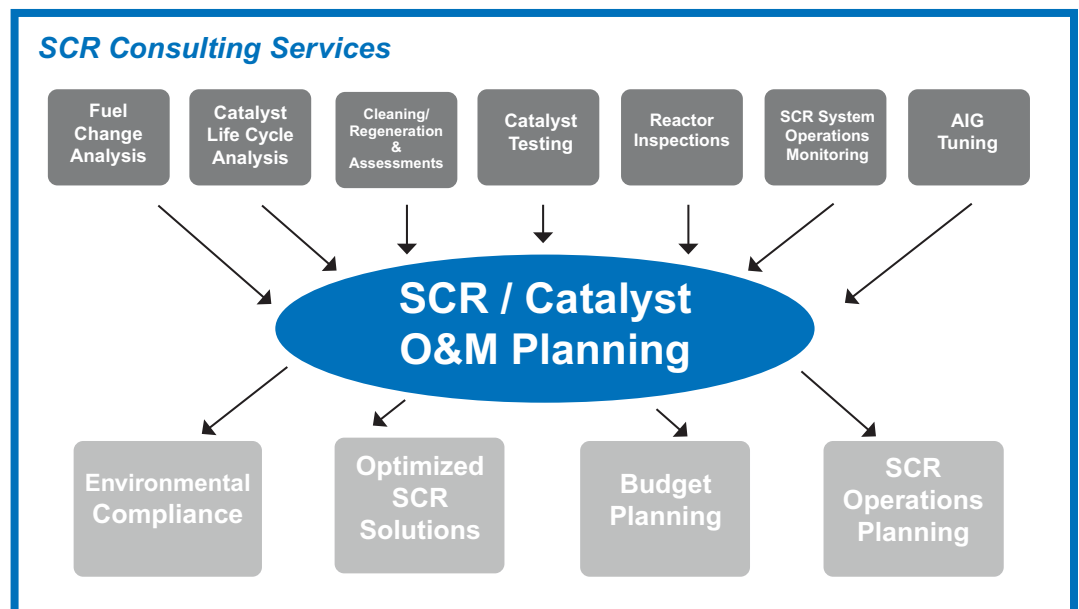 SCR Consulting Services
Fuel
Change
Analysis
Catalyst
Life Cycle
Analysis
Cleaning/
Regeneration
&
Assessments
Catalyst
Testing
Reactor
Inspections
SCR System
Operations
Monitoring
AIG
Tuning
SCR / Catalyst
O&M Planning
Environmental
Compliance
Optimized
SCR
Solutions
Budget
Planning
SCR
Operations
Planning